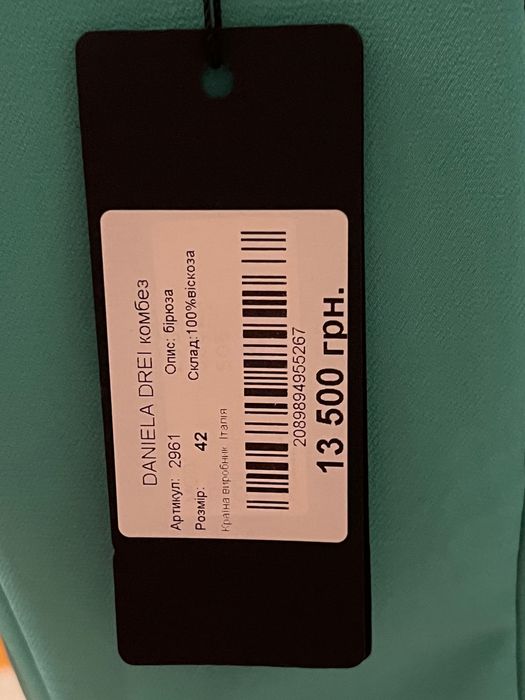 DANIELA DREI комбез
Артикул: 2961 Опис: бірюза
Розмір: 42 Склад:100%віскоза
Країна виробник Італія
2089894955267
13 500 грн.